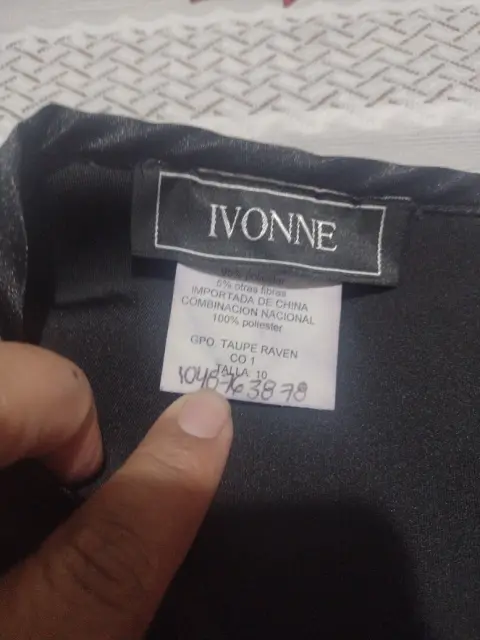 IVONNE
5% otras fibras
IMPORTADA DE CHINA
COMBINACION NACIONAL
100% poliester
GPO. TAUPE RAVEN
CO 1
TALLA 10